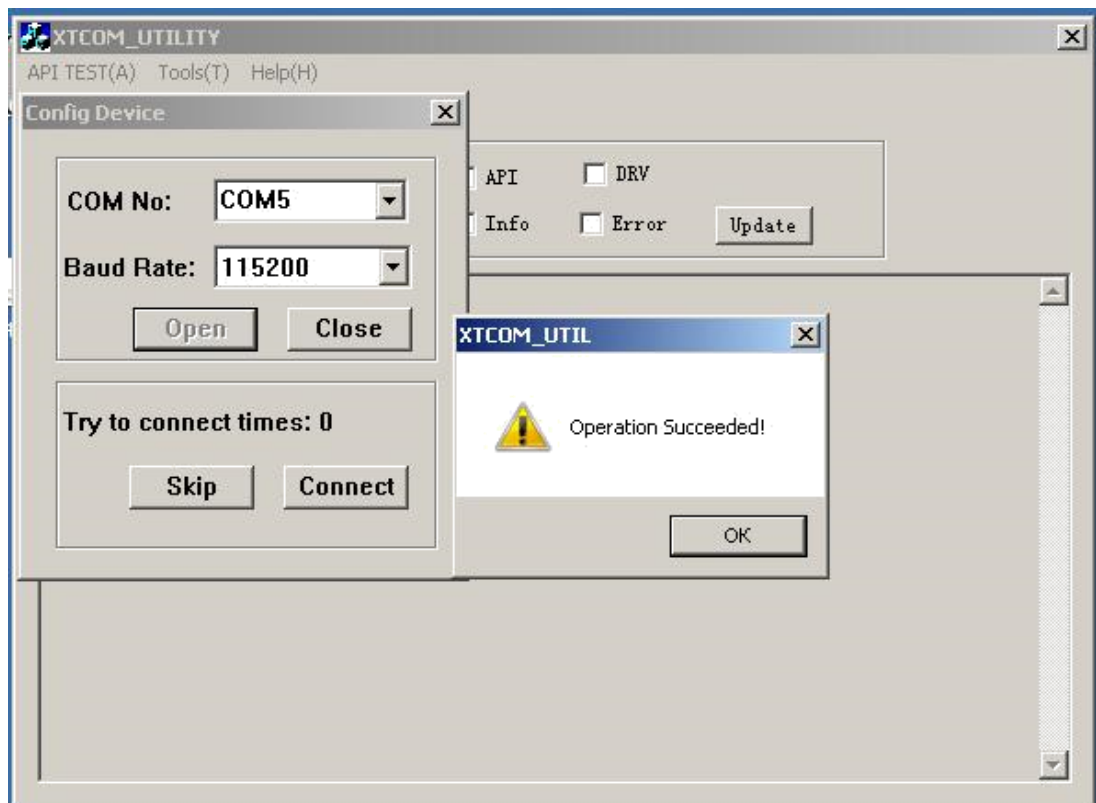 XTCOM_UTILITY
API TEST(A) Tools(T) Help(H)
Config Device
COM No: COM5
Baud Rate: 115200
Open Close
Try to connect times: 0
Skip Connect
API DRV
Info Error Update
XTCOM_UTIL
Operation Succeeded!
OK